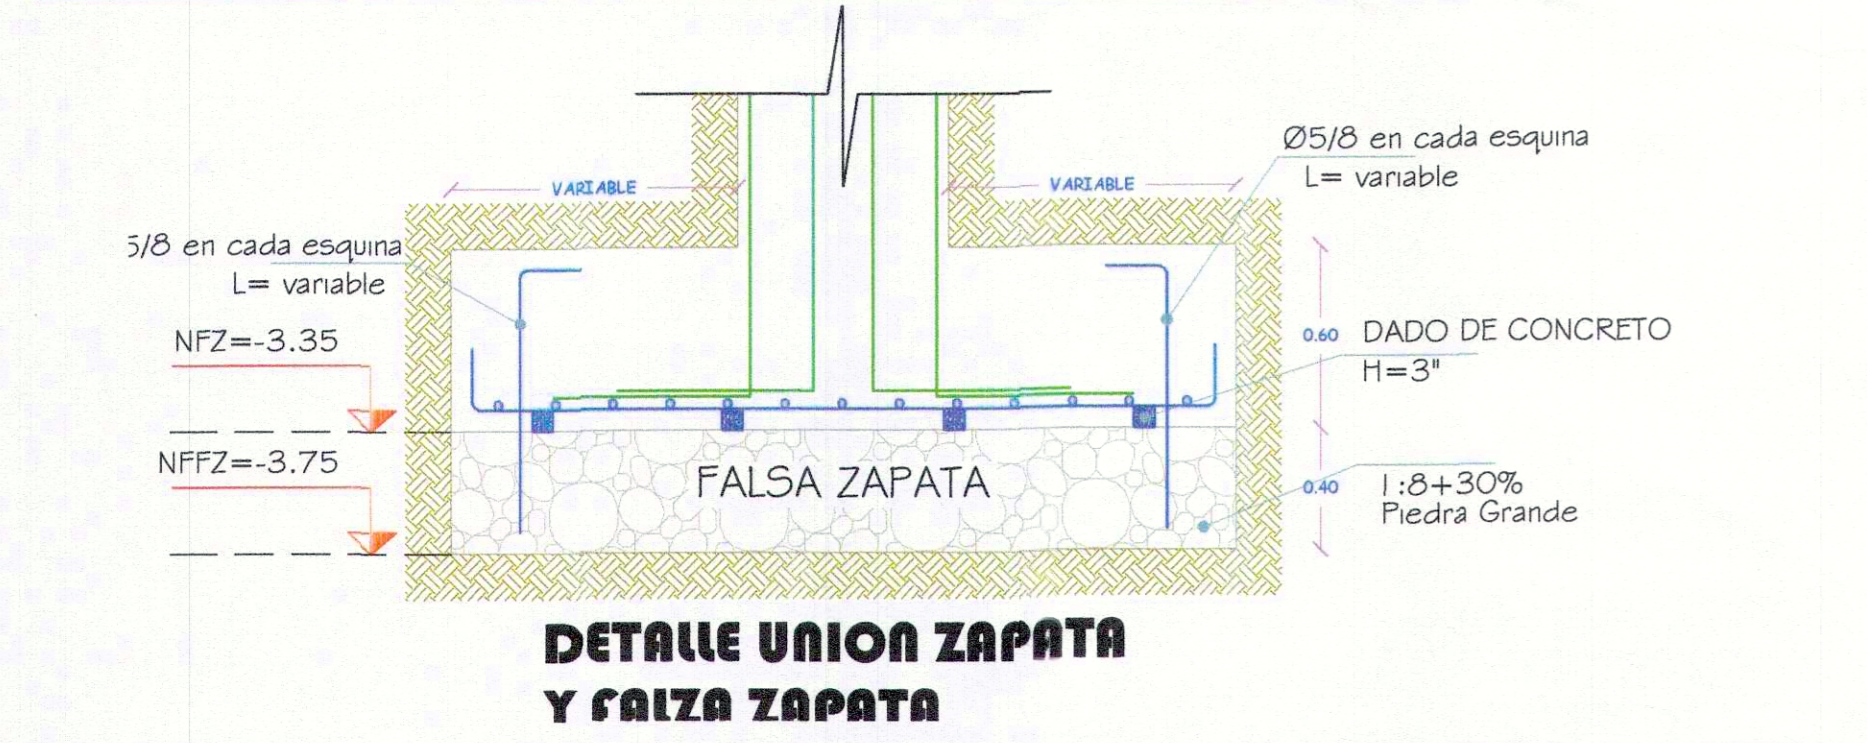 Ø5/8 en cada esquina
L= variable
VARIABLE
VARIABLE
5/8 en cada esquina
L= variable
NFZ=-3.35
0.60
DADO DE CONCRETO
H=3"
NFFZ=-3.75
FALSA ZAPATA
0.40
1:8+30%
Piedra Grande
DETALLE UNION ZAPATA
Y FALZA ZAPATA